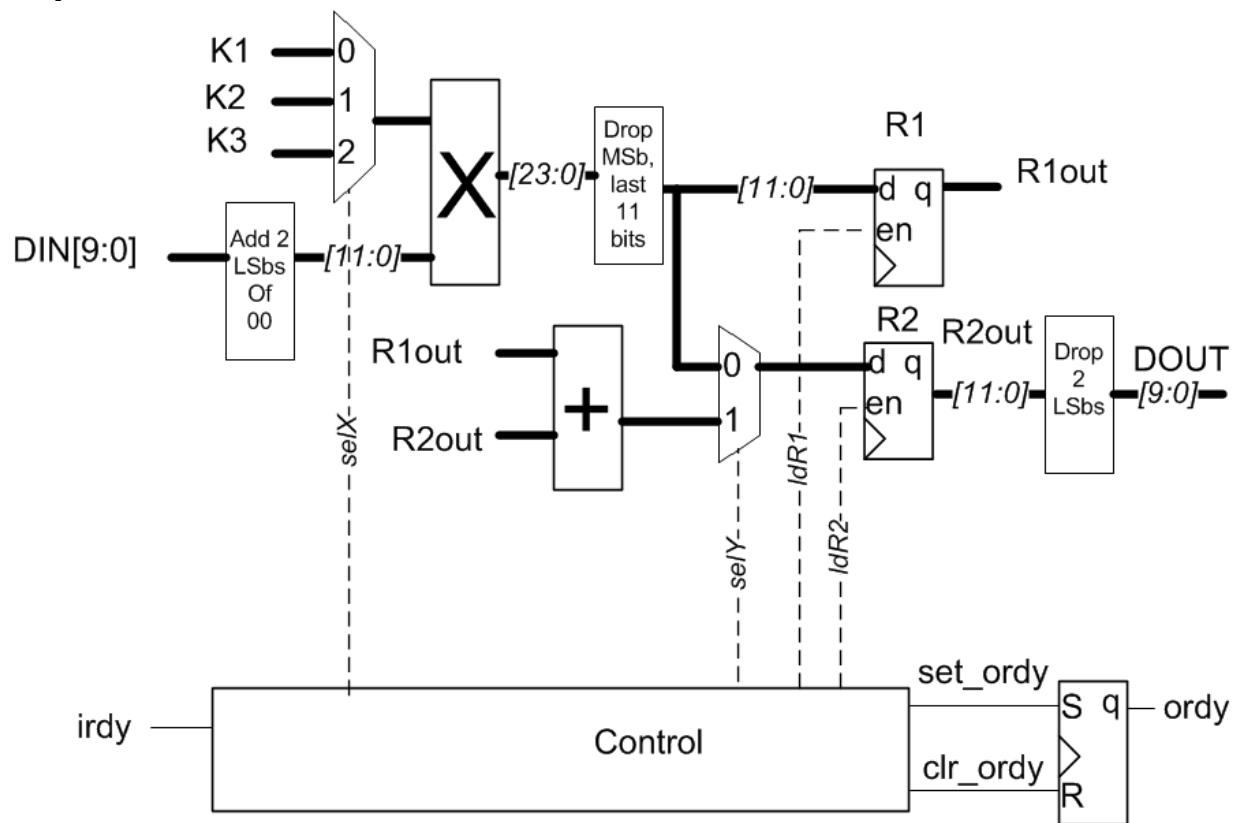 K1
0
K2
1
K3
2
X
[23:0]
Drop
MSb,
last
11
bits
[11:0]
R1
d q
en
R1out
DIN[9:0]
Add 2
LSbs
Of
00
[11:0]
R1out
R2out
+
0
1
R2
d q
en
R2out
[11:0]
Drop
2
LSbs
DOUT
[9:0]
selX
selY
ldR1
ldR2
irdy
Control
set_ordy
clr_ordy
S q
R
ordy